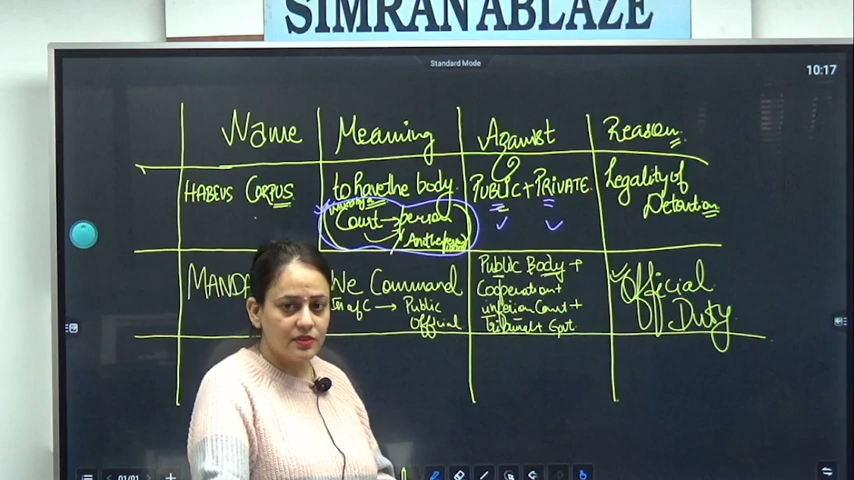 SIMRAN ABLAZE
Standard Mode
10:17
Name
Meaning
Against
Reason
HABEUS CORPUS
to have the body
Court → person
PUBLIC + PRIVATE
Legality of
Detention
MANDA
We Command
of C → Public
Official
Public Body +
Cooperation +
inferior Court +
Tribunal + Govt
Official
Duty
01/01